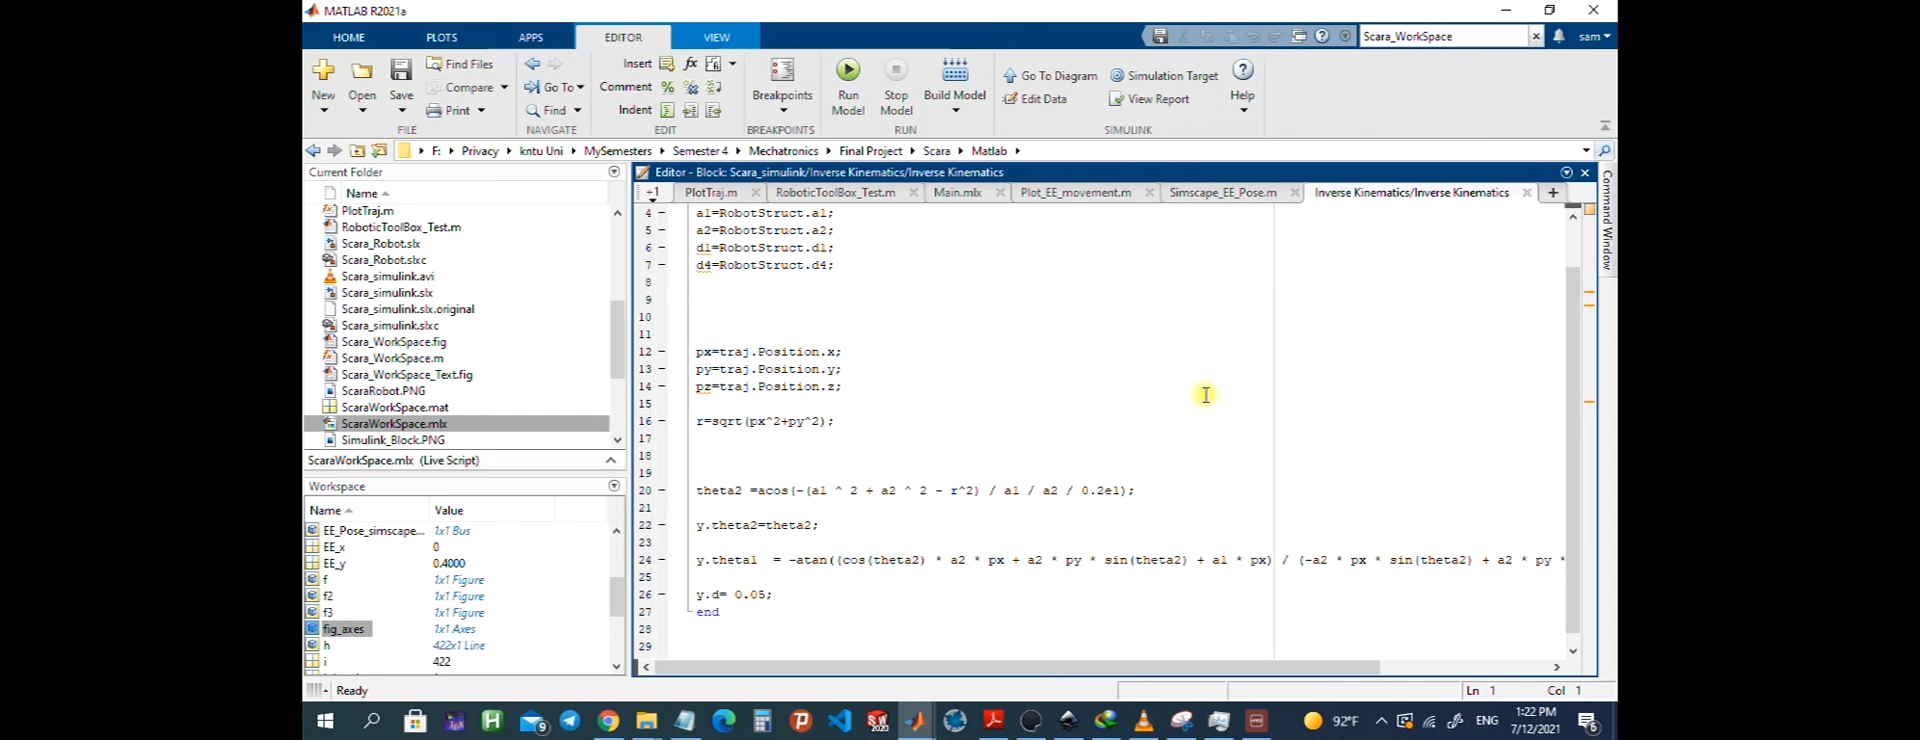 MATLAB R2021a
HOME PLOTS APPS EDITOR VIEW
Scara_WorkSpace
sam
New Open Save
Find Files
Compare
Print
FILE
Go To
Find
NAVIGATE
Insert
Comment
Indent
EDIT
Breakpoints
BREAKPOINTS
Run Model
Stop Model
Build Model
RUN
Go To Diagram
Simulation Target
Edit Data
View Report
SIMULINK
Help
F: Privacy kntu Uni MySemesters Semester 4 Mechatronics Final Project Scara Matlab
Current Folder
Name
PlotTraj.m
RoboticToolBox_Test.m
Scara_Robot.slx
Scara_Robot.slxc
Scara_simulink.avi
Scara_simulink.slx
Scara_simulink.slx.original
Scara_simulink.slxc
Scara_WorkSpace.fig
Scara_WorkSpace.m
Scara_WorkSpace_Text.fig
ScaraRobot.PNG
ScaraWorkSpace.mat
ScaraWorkSpace.mlx
Simulink_Block.PNG
ScaraWorkSpace.mlx (Live Script)
Workspace
Name Value
EE_Pose_simscape... 1x1 Bus
EE_x 0
EE_y 0.4000
f 1x1 Figure
f2 1x1 Figure
f3 1x1 Figure
fig_axes 1x1 Axes
h 422x1 Line
i 422
Editor - Block: Scara_simulink/Inverse Kinematics/Inverse Kinematics
+1 PlotTraj.m RoboticToolBox_Test.m Main.mlx Plot_EE_movement.m Simscape_EE_Pose.m Inverse Kinematics/Inverse Kinematics
4 a1=RobotStruct.a1;
5 a2=RobotStruct.a2;
6 d1=RobotStruct.d1;
7 d4=RobotStruct.d4;
8
9
10
11
12 px=traj.Position.x;
13 py=traj.Position.y;
14 pz=traj.Position.z;
15
16 r=sqrt(px^2+py^2);
17
18
19
20 theta2 =acos(-(a1 ^ 2 + a2 ^ 2 - r^2) / a1 / a2 / 0.2e1);
21
22 y.theta2=theta2;
23
24 y.theta1 = -atan((cos(theta2) * a2 * px + a2 * py * sin(theta2) + a1 * px) / (-a2 * px * sin(theta2) + a2 * py *
25
26 y.d= 0.05;
27 end
28
29
Command Window
Ready
Ln 1 Col 1
92°F
ENG
1:22 PM
7/12/2021